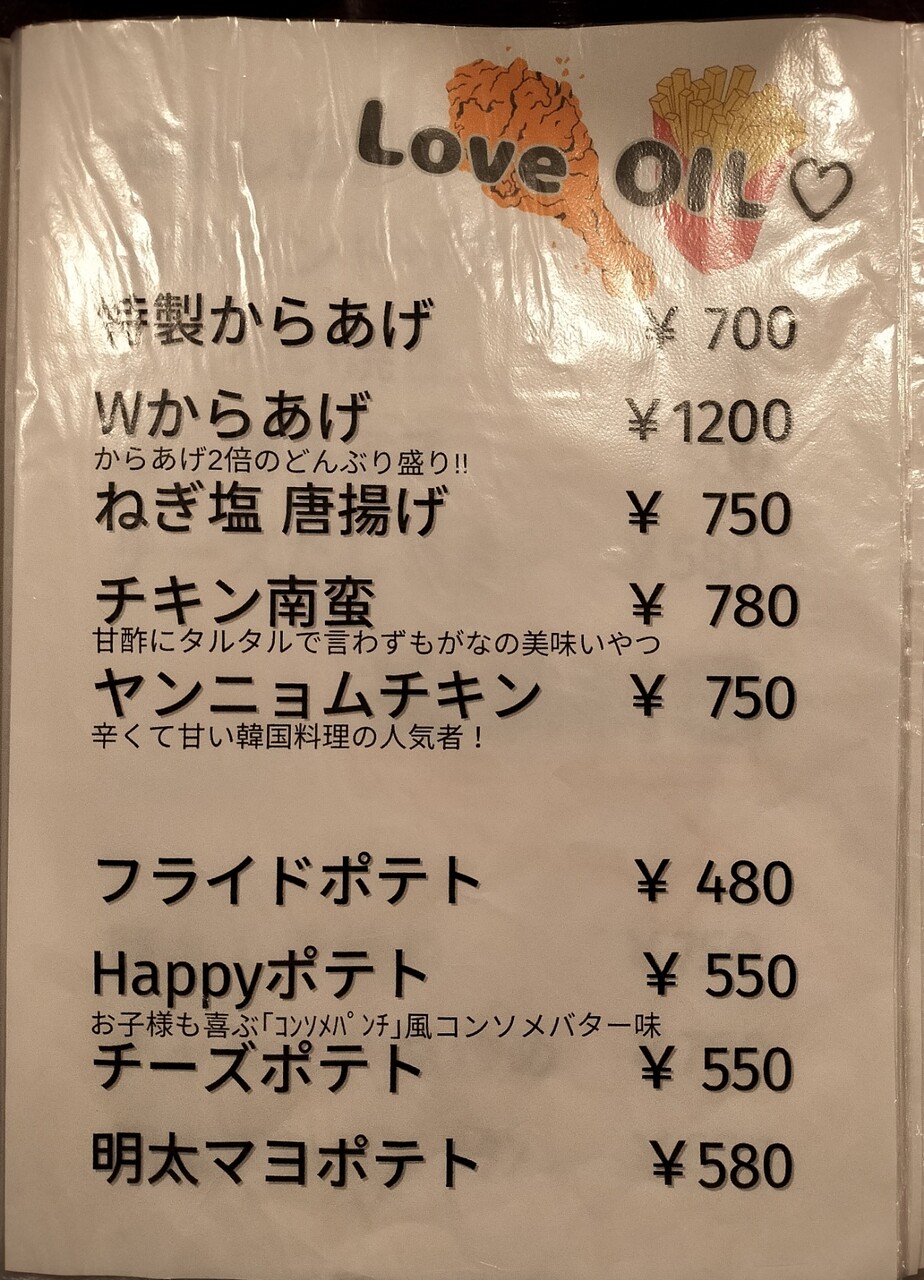 Love OIL♡
特製からあげ ¥ 700
Wからあげ ¥1200
からあげ2倍のどんぶり盛り!!
ねぎ塩 唐揚げ ¥ 750
チキン南蛮 ¥ 780
甘酢にタルタルで言わずもがなの美味いやつ
ヤンニョムチキン ¥ 750
辛くて甘い韓国料理の人気者！
フライドポテト ¥ 480
Happyポテト ¥ 550
お子様も喜ぶ｢ｺﾝｿﾒﾊﾟﾝﾁ｣風コンソメバター味
チーズポテト ¥ 550
明太マヨポテト ¥580